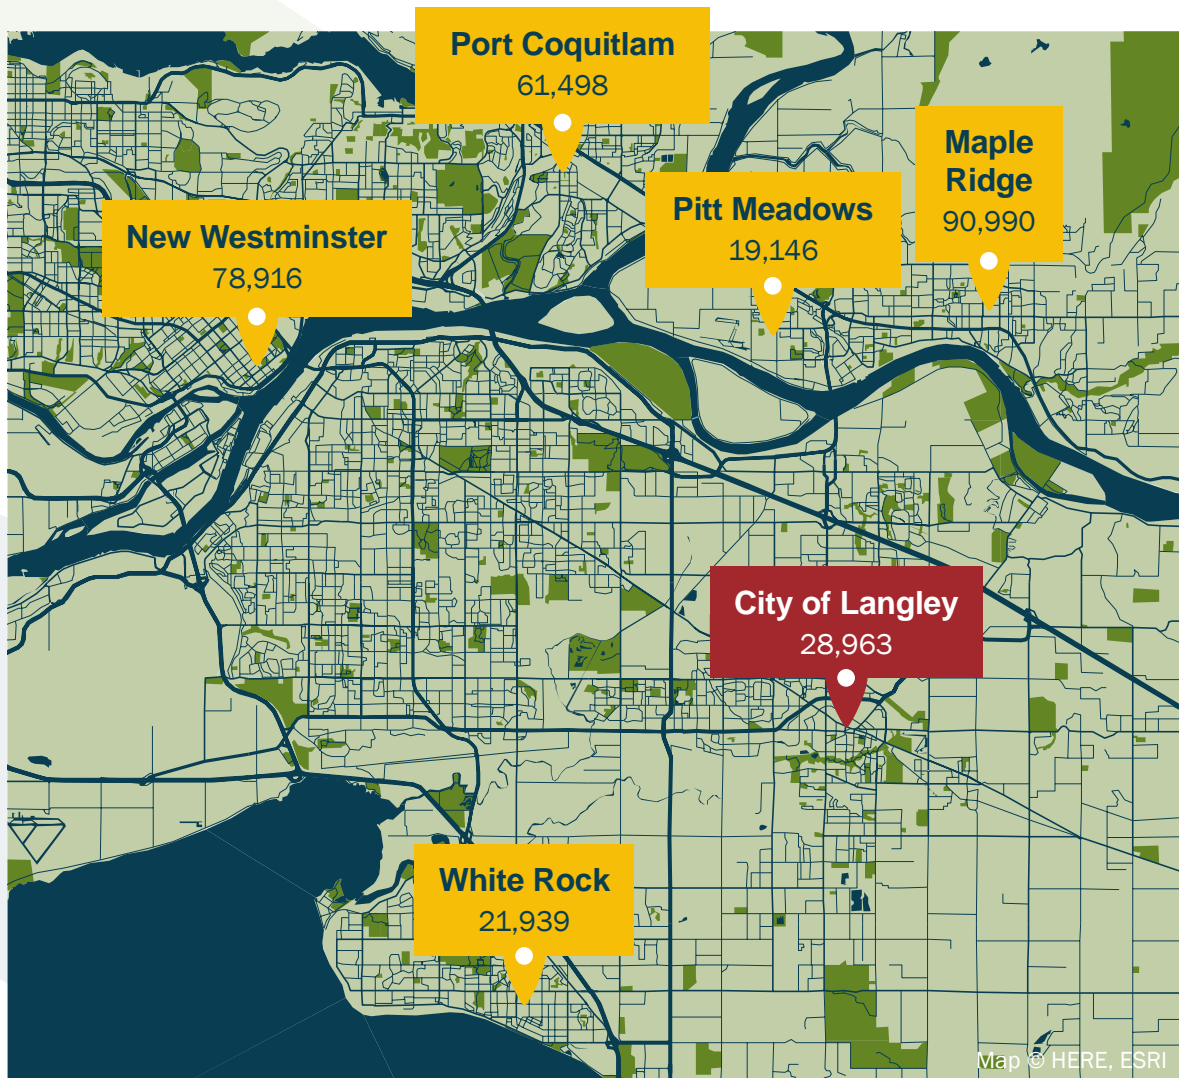 Port Coquitlam
61,498
Maple
Ridge
90,990
Pitt Meadows
19,146
New Westminster
78,916
City of Langley
28,963
White Rock
21,939
Map © HERE, ESRI